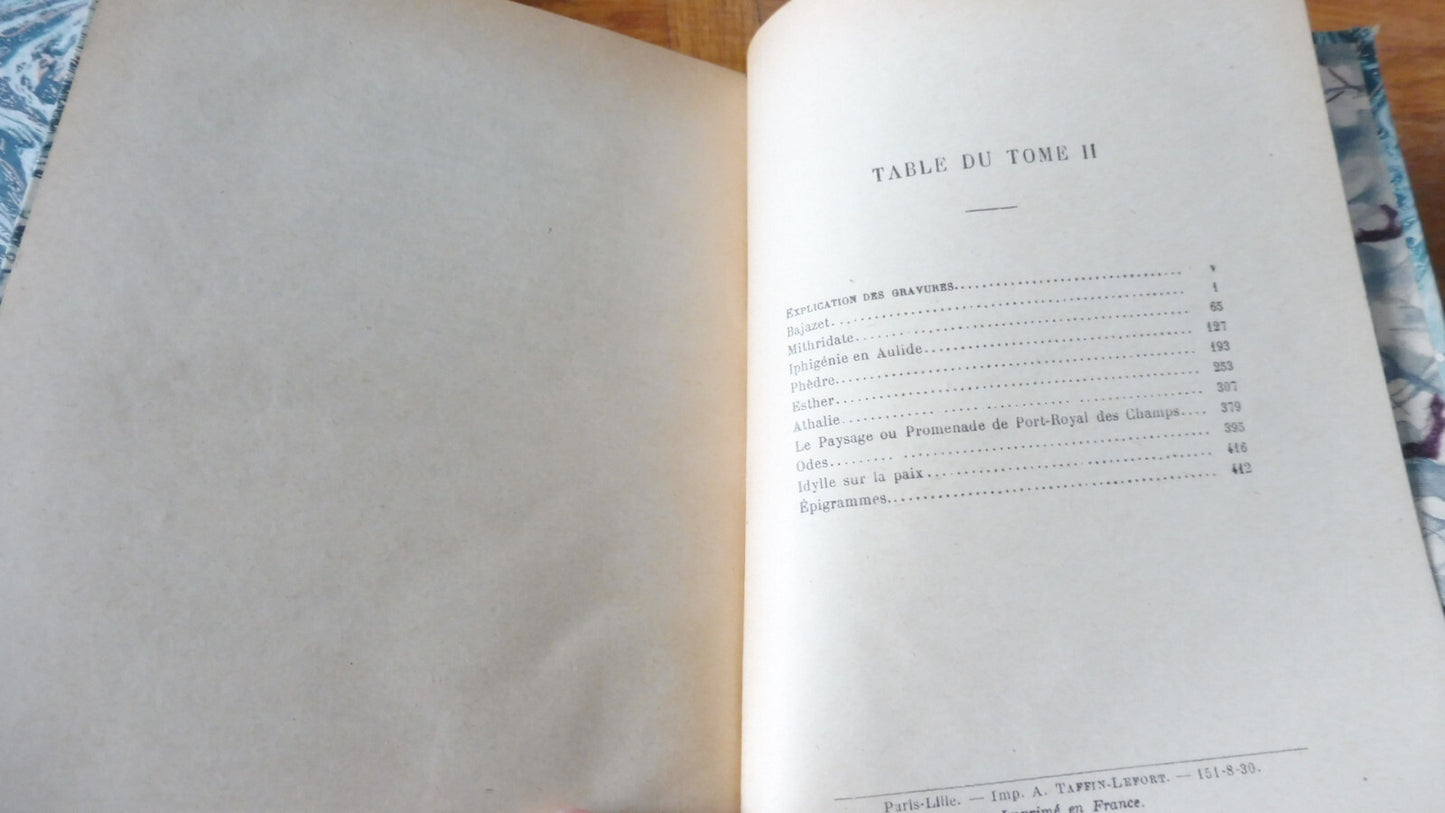 TABLE DU TOME II
EXPLICATION DES GRAVURES........ v
Bajazet........ 1
Mithridate........ 65
Iphigénie en Aulide........ 127
Phèdre........ 193
Esther........ 253
Athalie........ 307
Le Paysage ou Promenade de Port-Royal des Champs.... 379
Odes........ 395
Idylle sur la paix........ 416
Épigrammes........ 412
Paris-Lille. — Imp. A. TAFFIN-LEFORT. — 151-8-30.
Imprimé en France.